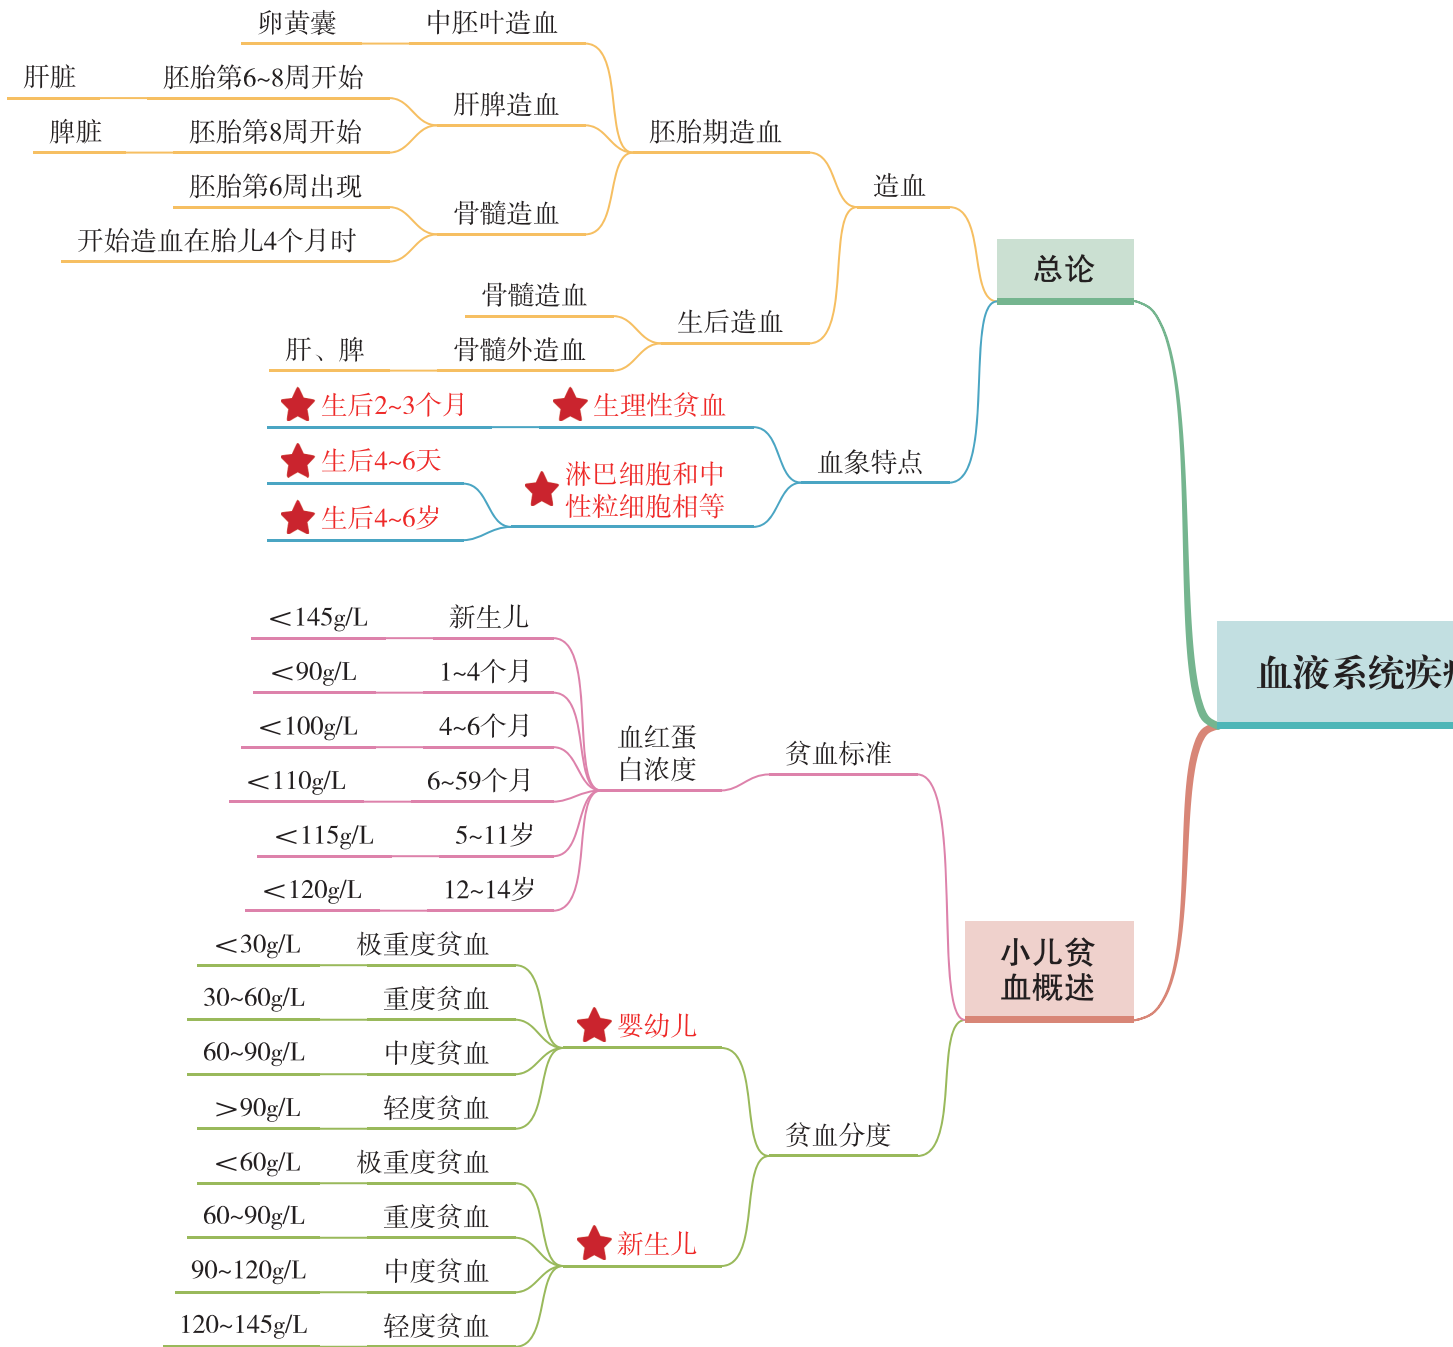 血液系统疾
总论
造血
胚胎期造血
中胚叶造血
卵黄囊
肝脾造血
胚胎第6~8周开始
肝脏
胚胎第8周开始
脾脏
骨髓造血
胚胎第6周出现
开始造血在胎儿4个月时
生后造血
骨髓造血
骨髓外造血
肝、脾
血象特点
生理性贫血
生后2~3个月
淋巴细胞和中
性粒细胞相等
生后4~6天
生后4~6岁
小儿贫
血概述
贫血标准
血红蛋
白浓度
新生儿
<145g/L
1~4个月
<90g/L
4~6个月
<100g/L
6~59个月
<110g/L
5~11岁
<115g/L
12~14岁
<120g/L
贫血分度
婴幼儿
极重度贫血
<30g/L
重度贫血
30~60g/L
中度贫血
60~90g/L
轻度贫血
>90g/L
新生儿
极重度贫血
<60g/L
重度贫血
60~90g/L
中度贫血
90~120g/L
轻度贫血
120~145g/L